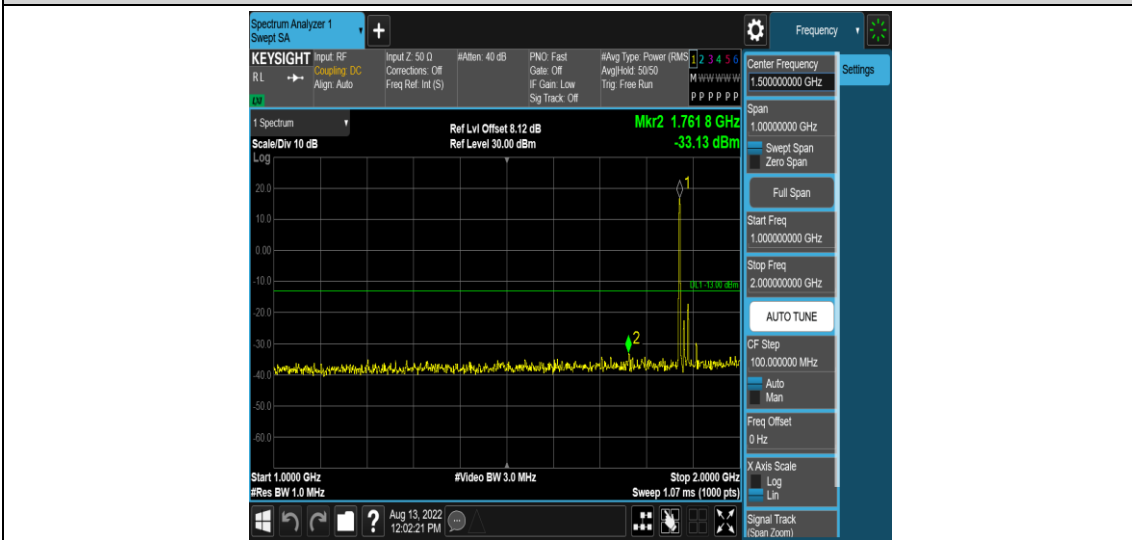 Spectrum Analyzer 1
Swept SA
+
Frequency
KEYSIGHT
RL
LXI
Input: RF
Coupling: DC
Align: Auto
Input Z: 50 Ω
Corrections: Off
Freq Ref: Int (S)
#Atten: 40 dB
PNO: Fast
Gate: Off
IF Gain: Low
Sig Track: Off
#Avg Type: Power (RMS
Avg|Hold: 50/50
Trig: Free Run
1 2 3 4 5 6
M W W W W W
P P P P P P
1 Spectrum
Scale/Div 10 dB
Ref Lvl Offset 8.12 dB
Ref Level 30.00 dBm
Mkr2 1.761 8 GHz
-33.13 dBm
Log
1
20.0
10.0
0.00
-10.0
DL1 -13.00 dBm
-20.0
-30.0
2
-40.0
-50.0
-60.0
Start 1.0000 GHz
#Res BW 1.0 MHz
#Video BW 3.0 MHz
Stop 2.0000 GHz
Sweep 1.07 ms (1000 pts)
?
Aug 13, 2022
12:02:21 PM
Center Frequency
1.500000000 GHz
Settings
Span
1.00000000 GHz
Swept Span
Zero Span
Full Span
Start Freq
1.000000000 GHz
Stop Freq
2.000000000 GHz
AUTO TUNE
CF Step
100.000000 MHz
Auto
Man
Freq Offset
0 Hz
X Axis Scale
Log
Lin
Signal Track
(Span Zoom)